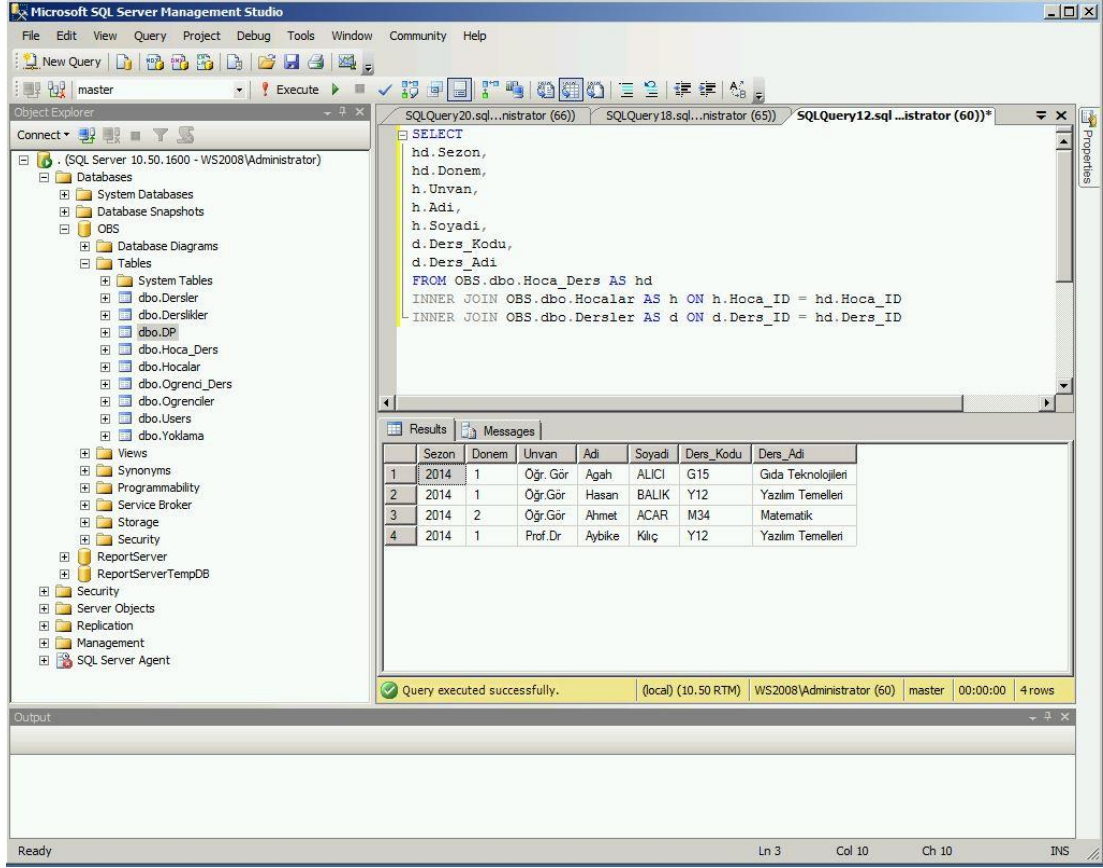 Microsoft SQL Server Management Studio
File Edit View Query Project Debug Tools Window Community Help
New Query
master Execute
Object Explorer
Connect
. (SQL Server 10.50.1600 - WS2008\Administrator)
Databases
System Databases
Database Snapshots
OBS
Database Diagrams
Tables
System Tables
dbo.Dersler
dbo.Derslikler
dbo.DP
dbo.Hoca_Ders
dbo.Hocalar
dbo.Ogrenci_Ders
dbo.Ogrenciler
dbo.Users
dbo.Yoklama
Views
Synonyms
Programmability
Service Broker
Storage
Security
ReportServer
ReportServerTempDB
Security
Server Objects
Replication
Management
SQL Server Agent
SQLQuery20.sql...nistrator (66)) SQLQuery18.sql...nistrator (65)) SQLQuery12.sql ...istrator (60))*
SELECT
hd.Sezon,
hd.Donem,
h.Unvan,
h.Adi,
h.Soyadi,
d.Ders_Kodu,
d.Ders_Adi
FROM OBS.dbo.Hoca_Ders AS hd
INNER JOIN OBS.dbo.Hocalar AS h ON h.Hoca_ID = hd.Hoca_ID
INNER JOIN OBS.dbo.Dersler AS d ON d.Ders_ID = hd.Ders_ID
Properties
Results Messages
Sezon Donem Unvan Adi Soyadi Ders_Kodu Ders_Adi
1 2014 1 Öğr. Gör Agah ALICI G15 Gıda Teknolojileri
2 2014 1 Öğr.Gör Hasan BALIK Y12 Yazılım Temelleri
3 2014 2 Öğr.Gör Ahmet ACAR M34 Matematik
4 2014 1 Prof.Dr Aybike Kılıç Y12 Yazılım Temelleri
Query executed successfully. (local) (10.50 RTM) WS2008\Administrator (60) master 00:00:00 4 rows
Output
Ready Ln 3 Col 10 Ch 10 INS